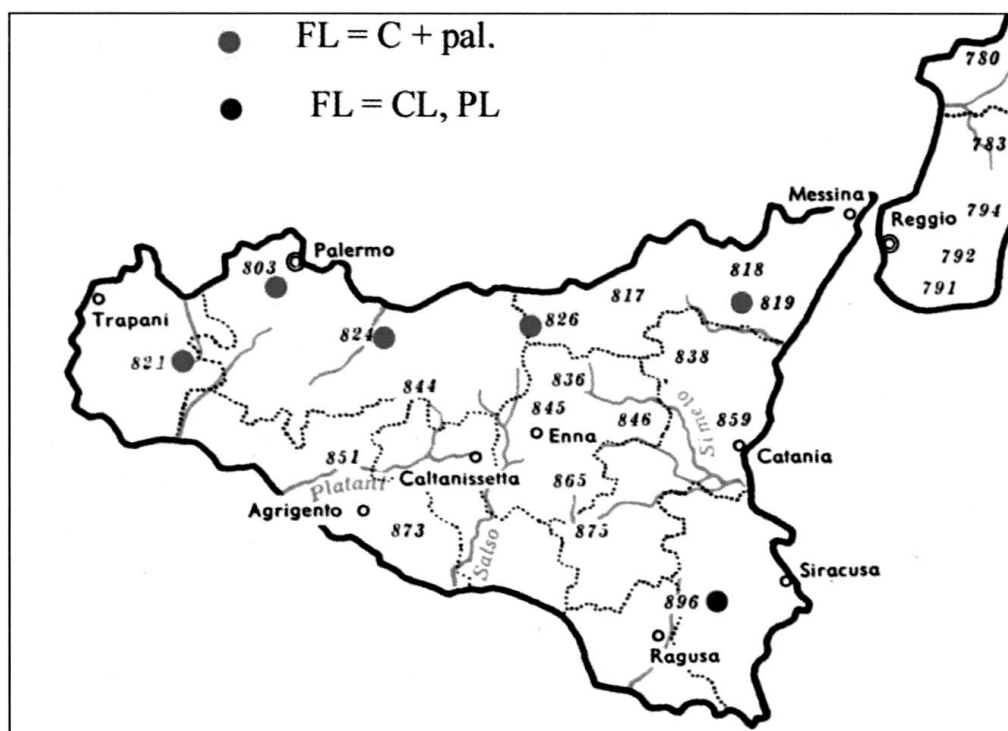 FL = C + pal.
FL = CL, PL
780
783
Messina
794
Reggio
792
791
Palermo
803
818
817
819
Trapani
824
826
821
838
836
844
845
846
859
Simeto
Enna
Catania
851
Caltanissetta
865
Platani
Agrigento
873
875
Salso
Siracusa
896
Ragusa